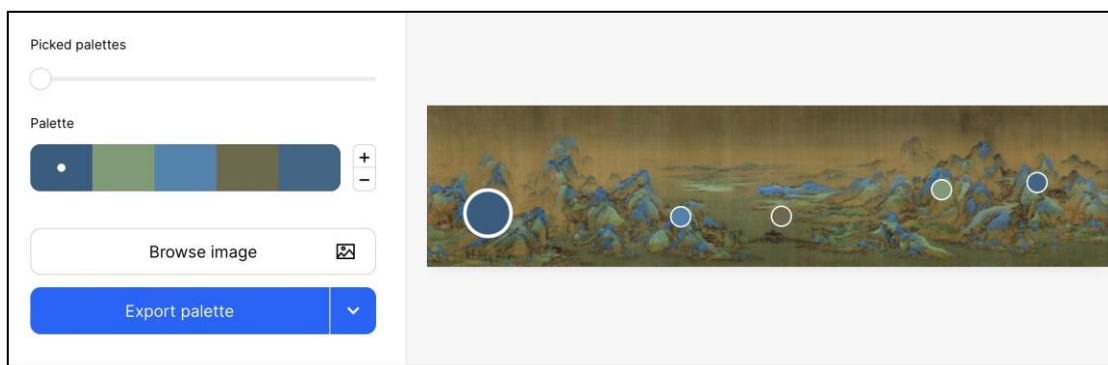 Picked palettes
Palette
+
−
Browse image
Export palette